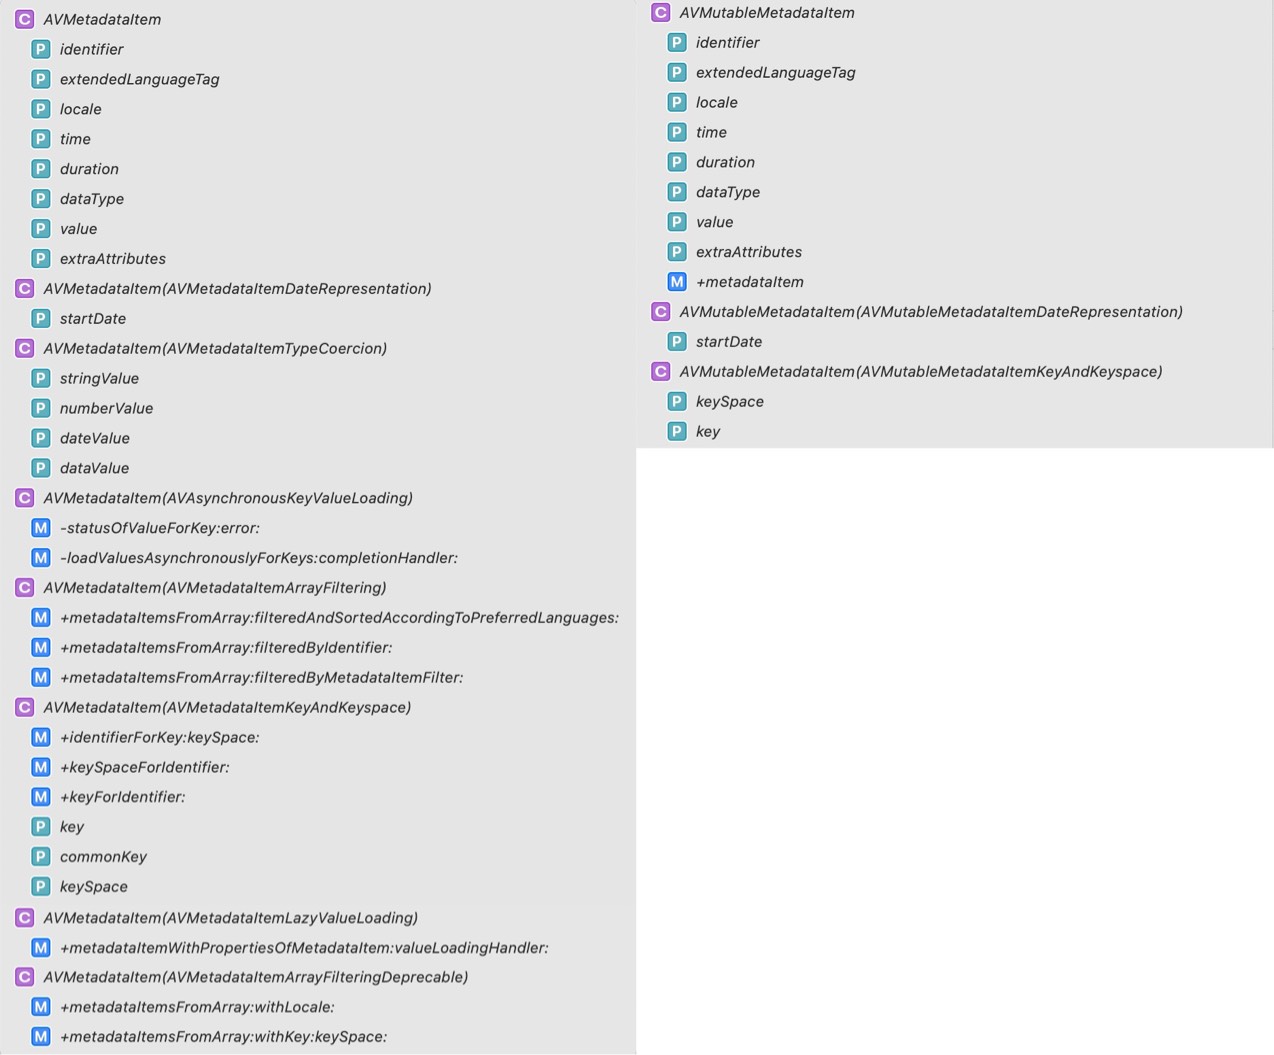 C AVMetadataItem
P identifier
P extendedLanguageTag
P locale
P time
P duration
P dataType
P value
P extraAttributes
C AVMetadataItem(AVMetadataItemDateRepresentation)
P startDate
C AVMetadataItem(AVMetadataItemTypeCoercion)
P stringValue
P numberValue
P dateValue
P dataValue
C AVMetadataItem(AVAsynchronousKeyValueLoading)
M -statusOfValueForKey:error:
M -loadValuesAsynchronouslyForKeys:completionHandler:
C AVMetadataItem(AVMetadataItemArrayFiltering)
M +metadataItemsFromArray:filteredAndSortedAccordingToPreferredLanguages:
M +metadataItemsFromArray:filteredByIdentifier:
M +metadataItemsFromArray:filteredByMetadataItemFilter:
C AVMetadataItem(AVMetadataItemKeyAndKeyspace)
M +identifierForKey:keySpace:
M +keySpaceForIdentifier:
M +keyForIdentifier:
P key
P commonKey
P keySpace
C AVMetadataItem(AVMetadataItemLazyValueLoading)
M +metadataItemWithPropertiesOfMetadataItem:valueLoadingHandler:
C AVMetadataItem(AVMetadataItemArrayFilteringDeprecable)
M +metadataItemsFromArray:withLocale:
M +metadataItemsFromArray:withKey:keySpace:
C AVMutableMetadataItem
P identifier
P extendedLanguageTag
P locale
P time
P duration
P dataType
P value
P extraAttributes
M +metadataItem
C AVMutableMetadataItem(AVMutableMetadataItemDateRepresentation)
P startDate
C AVMutableMetadataItem(AVMutableMetadataItemKeyAndKeyspace)
P keySpace
P key